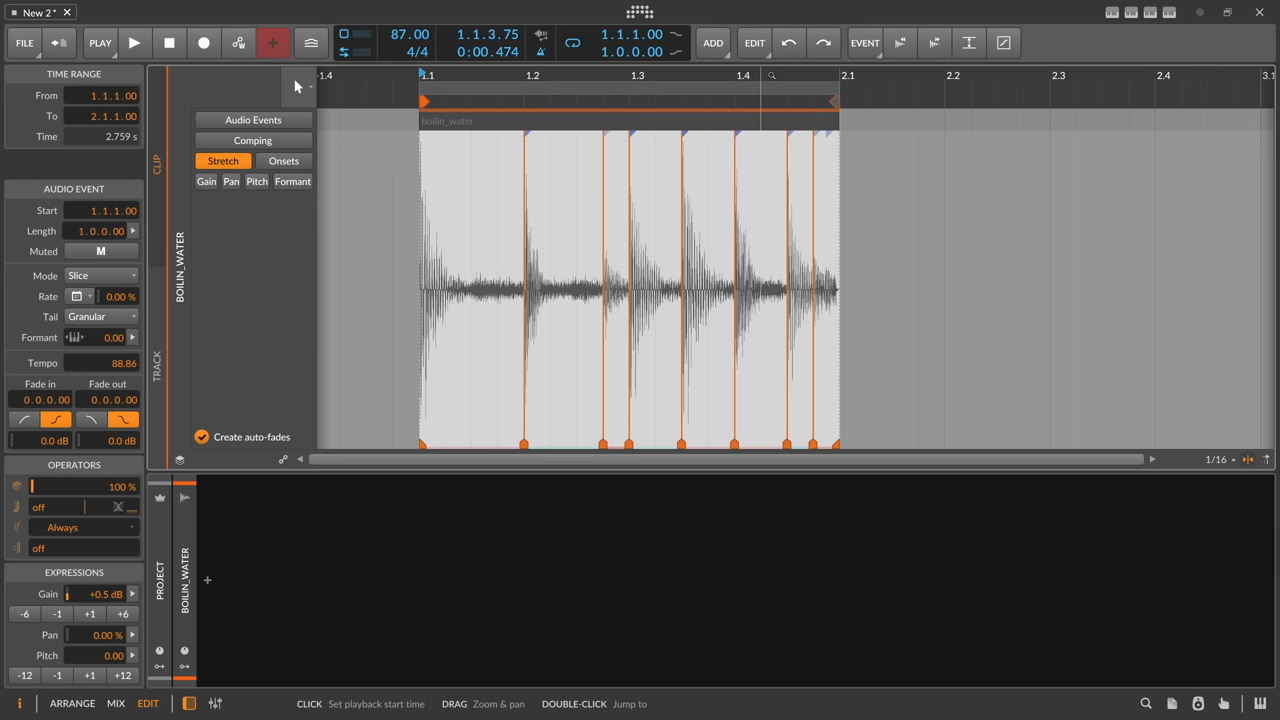 New 2*
FILE
PLAY
87.00
4/4
1.1.3.75
0:00.474
1.1.1.00
1.0.0.00
ADD
EDIT
EVENT
TIME RANGE
From 1.1.1.00
To 2.1.1.00
Time 2.759 s
AUDIO EVENT
Start 1.1.1.00
Length 1.0.0.00
Muted M
Mode Slice
Rate 0.00 %
Tail Granular
Formant 0.00
Tempo 88.86
Fade in Fade out
0.0.0.00 0.0.0.00
0.0 dB 0.0 dB
OPERATORS
100 %
off
Always
off
EXPRESSIONS
Gain +0.5 dB
-6 -1 +1 +6
Pan 0.00 %
Pitch 0.00
-12 -1 +1 +12
CLIP
TRACK
BOILIN_WATER
Audio Events
Comping
Stretch Onsets
Gain Pan Pitch Formant
Create auto-fades
1.4 1.1 1.2 1.3 1.4 2.1 2.2 2.3 2.4 3.1
boilin_water
1/16
PROJECT
BOILIN_WATER
+
i ARRANGE MIX EDIT
CLICK Set playback start time DRAG Zoom & pan DOUBLE-CLICK Jump to